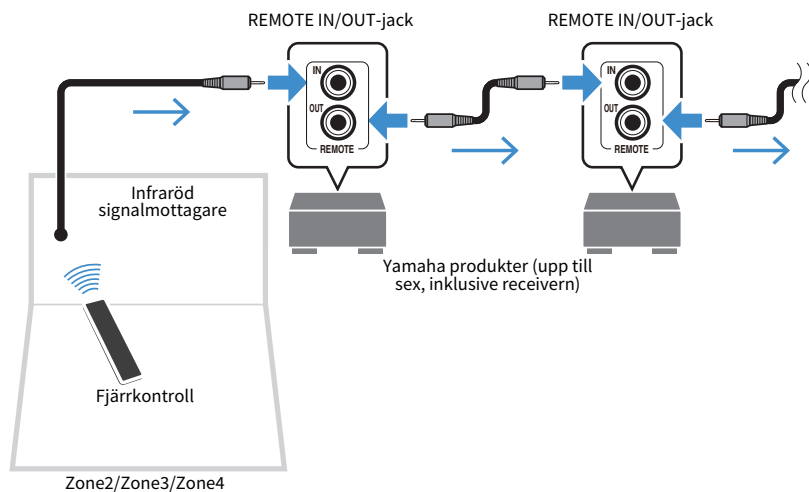 REMOTE IN/OUT-jack
REMOTE IN/OUT-jack
IN
OUT
REMOTE
IN
OUT
REMOTE
Infraröd
signalmottagare
Yamaha produkter (upp till
sex, inklusive receivern)
Fjärrkontroll
Zone2/Zone3/Zone4